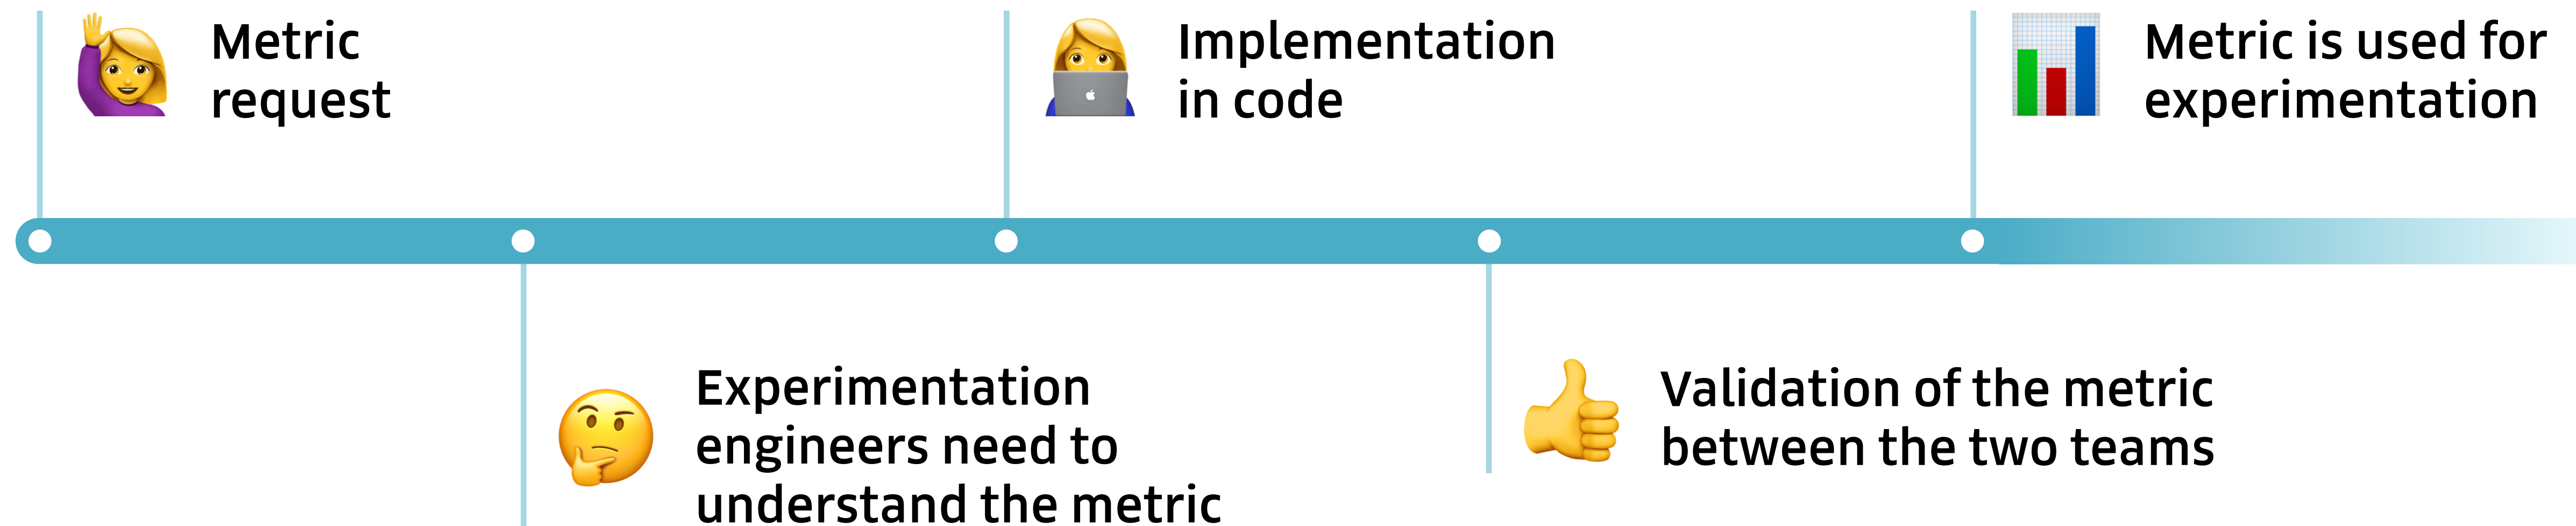 Metric
request
Experimentation
engineers need to
understand the metric
Implementation
in code
Validation of the metric
between the two teams
Metric is used for
experimentation